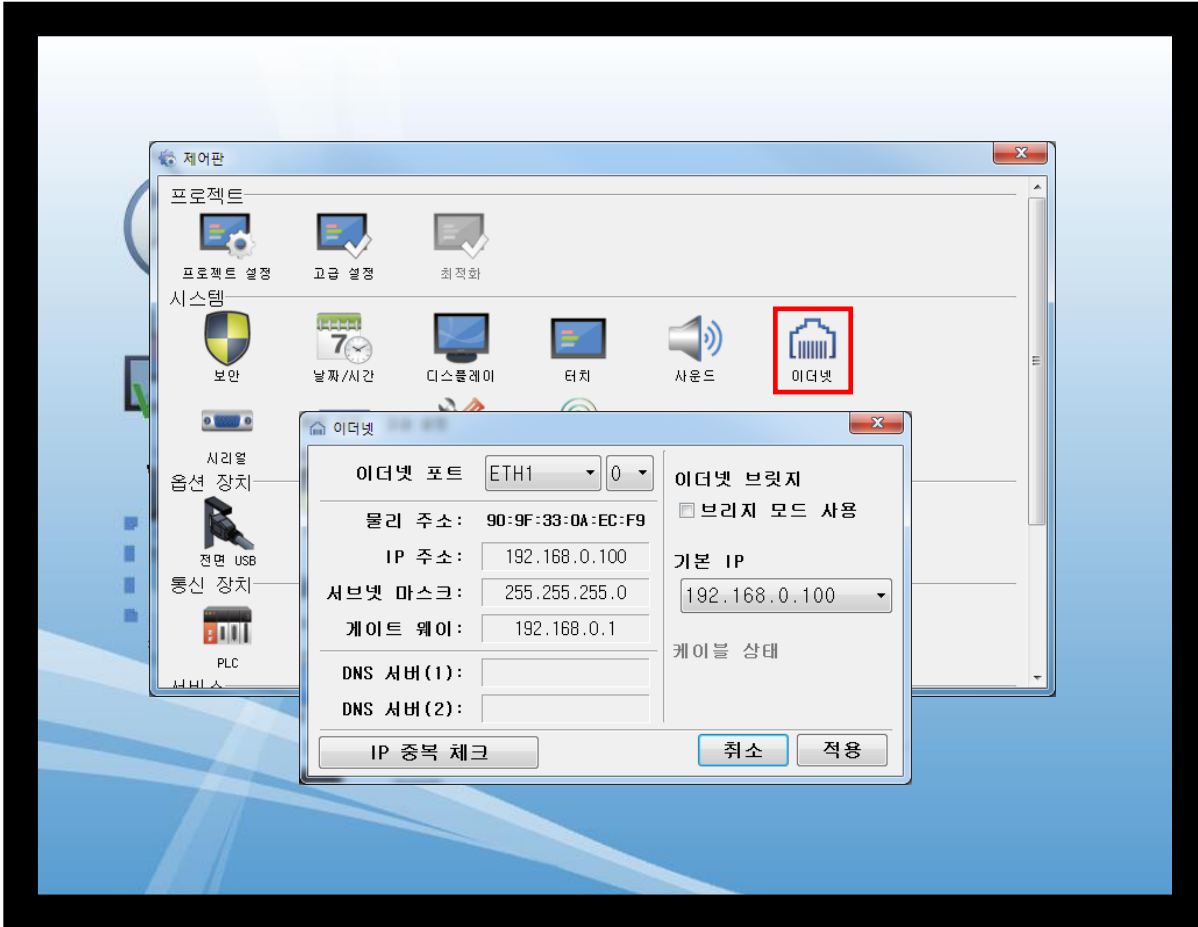 제어판
프로젝트
프로젝트 설정 고급 설정 최적화
시스템
보안 날짜/시간 디스플레이 터치 사운드 이더넷
7
시리얼
옵션 장치
전면 USB
통신 장치
PLC
서비스
이더넷
이더넷 포트 ETH1 0
물리 주소: 90:9F:33:0A:EC:F9
IP 주소: 192.168.0.100
서브넷 마스크: 255.255.255.0
게이트 웨이: 192.168.0.1
DNS 서버(1):
DNS 서버(2):
IP 중복 체크
이더넷 브릿지
브리지 모드 사용
기본 IP
192.168.0.100
케이블 상태
취소 적용